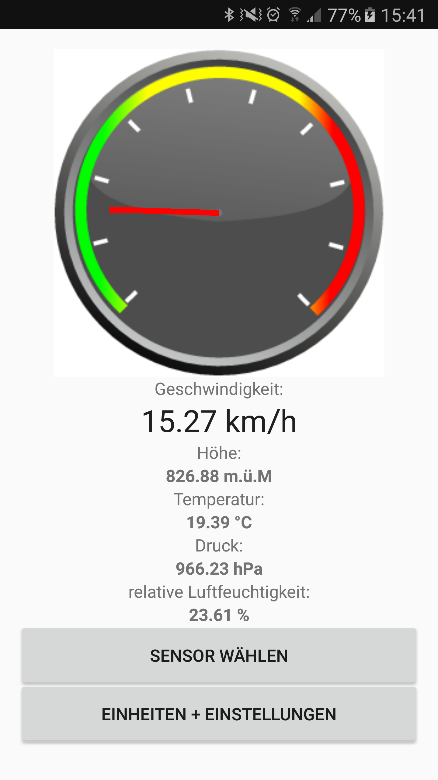 77% 15:41
Geschwindigkeit:
15.27 km/h
Höhe:
826.88 m.ü.M
Temperatur:
19.39 °C
Druck:
966.23 hPa
relative Luftfeuchtigkeit:
23.61 %
SENSOR WÄHLEN
EINHEITEN + EINSTELLUNGEN